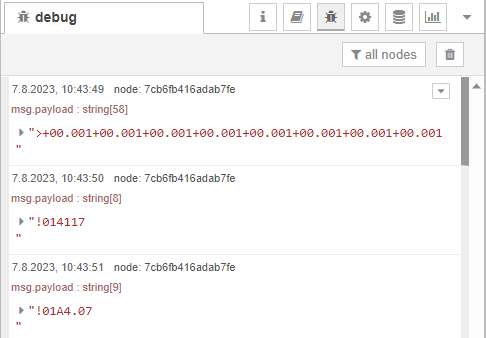 debug
all nodes
7.8.2023, 10:43:49 node: 7cb6fb416adab7fe
msg.payload : string[58]
">+00.001+00.001+00.001+00.001+00.001+00.001+00.001+00.001
"
7.8.2023, 10:43:50 node: 7cb6fb416adab7fe
msg.payload : string[8]
"!014117
"
7.8.2023, 10:43:51 node: 7cb6fb416adab7fe
msg.payload : string[9]
"!01A4.07
"